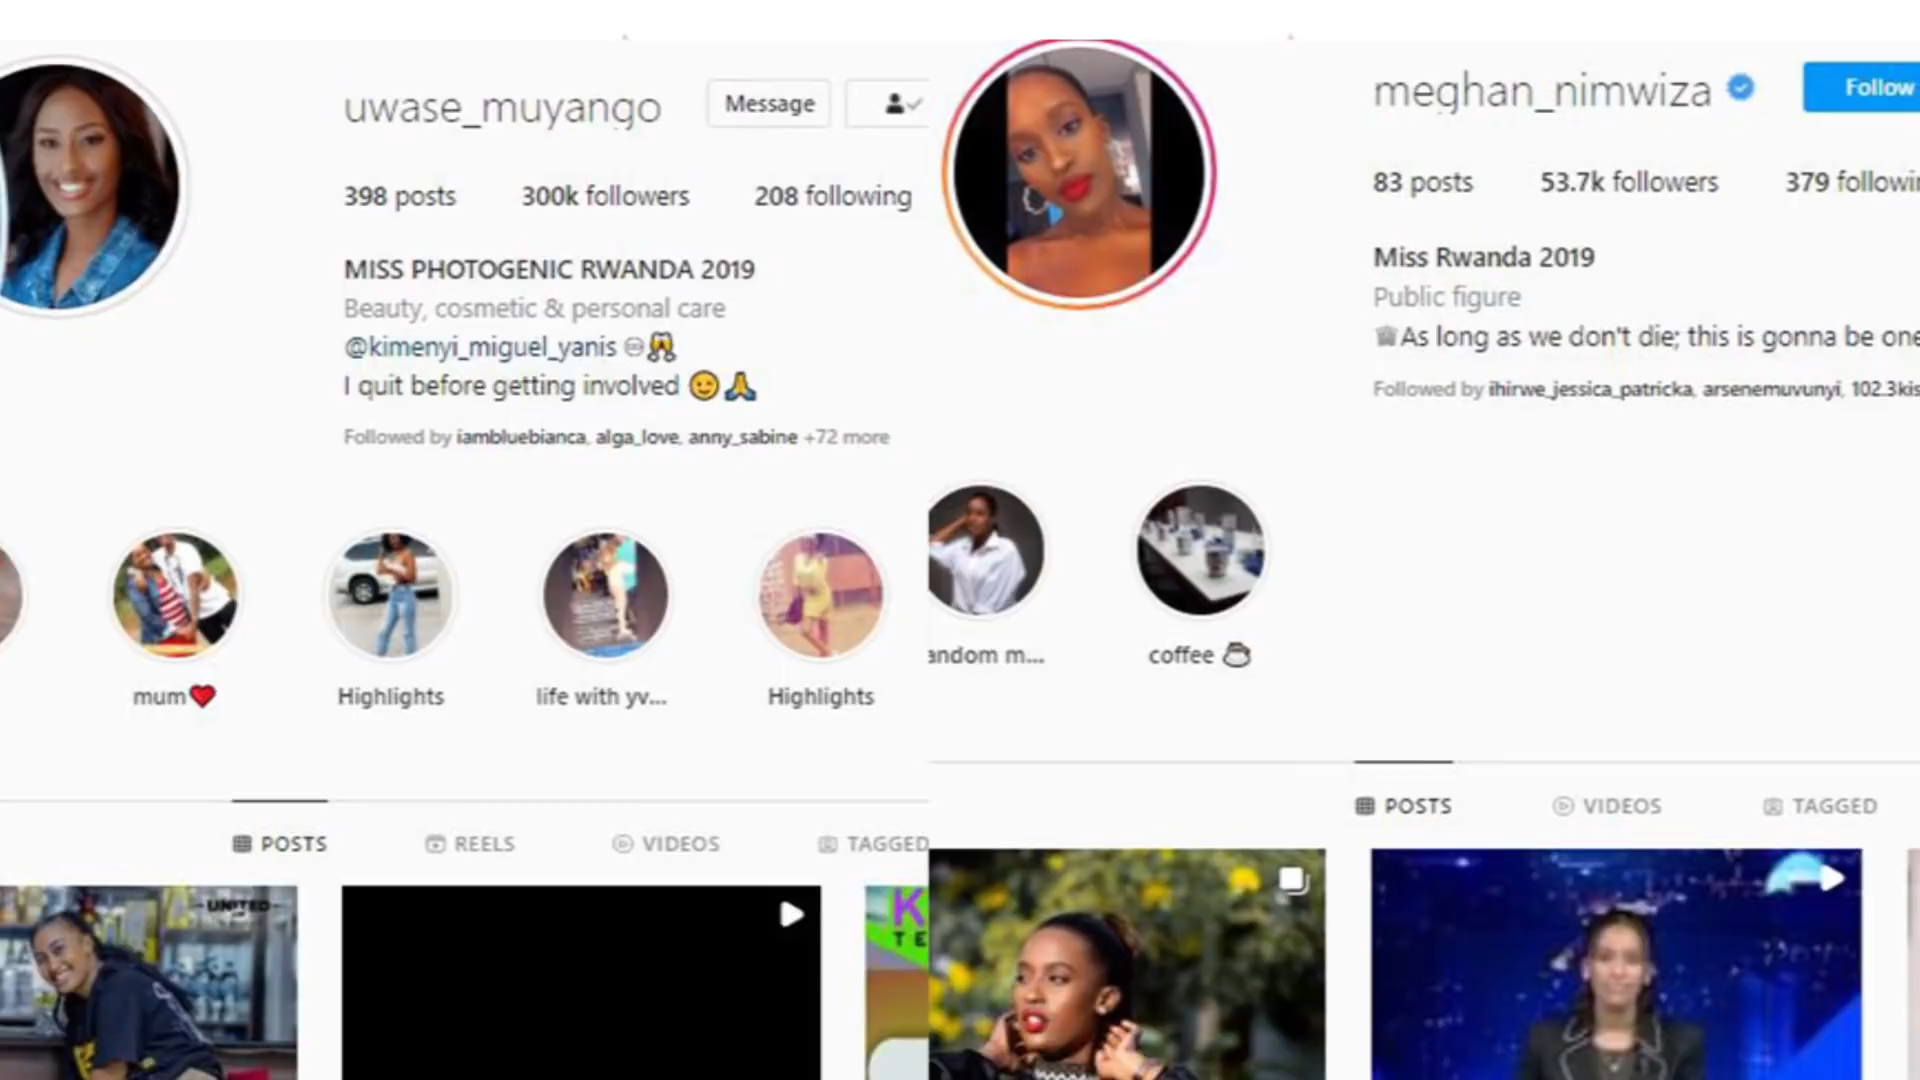 uwase_muyango
Message
398 posts
300k followers
208 following
MISS PHOTOGENIC RWANDA 2019
Beauty, cosmetic & personal care
@kimenyi_miguel_yanis ♾🥂
I quit before getting involved 😉🙏
Followed by iambluebianca, alga_love, anny_sabine +72 more
mum❤️
Highlights
life with yv...
Highlights
POSTS
REELS
VIDEOS
TAGGED
UNITED
K
TE
meghan_nimwiza
Follow
83 posts
53.7k followers
379 followin
Miss Rwanda 2019
Public figure
As long as we don't die; this is gonna be one
Followed by ihirwe_jessica_patricka, arsenemuvunyi, 102.3kis
andom m...
coffee ☕
POSTS
VIDEOS
TAGGED